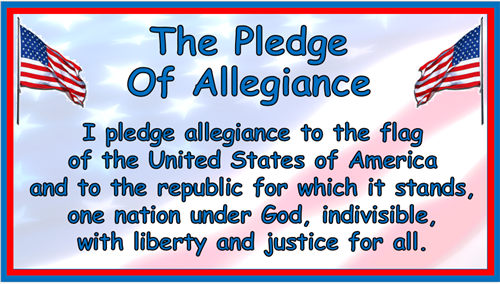 The Pledge
Of Allegiance
I pledge allegiance to the flag
of the United States of America
and to the republic for which it stands,
one nation under God, indivisible,
with liberty and justice for all.